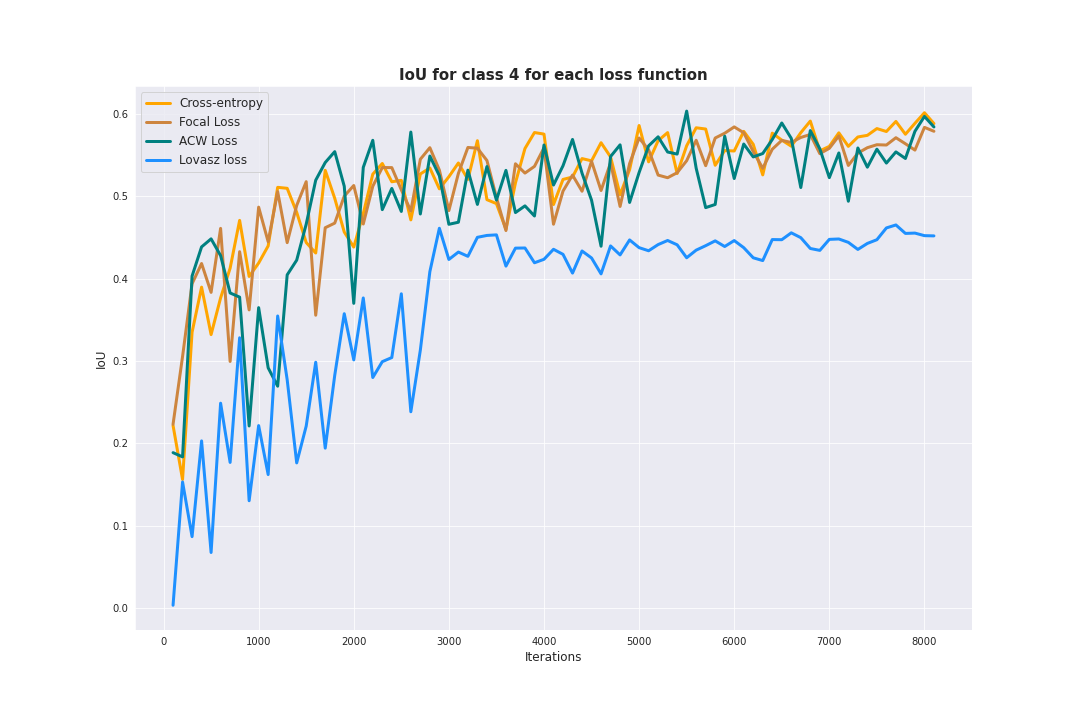 IoU for class 4 for each loss function
Cross-entropy
Focal Loss
ACW Loss
Lovasz loss
0.6
0.5
0.4
0.3
0.2
0.1
0.0
IoU
0 1000 2000 3000 4000 5000 6000 7000 8000
Iterations